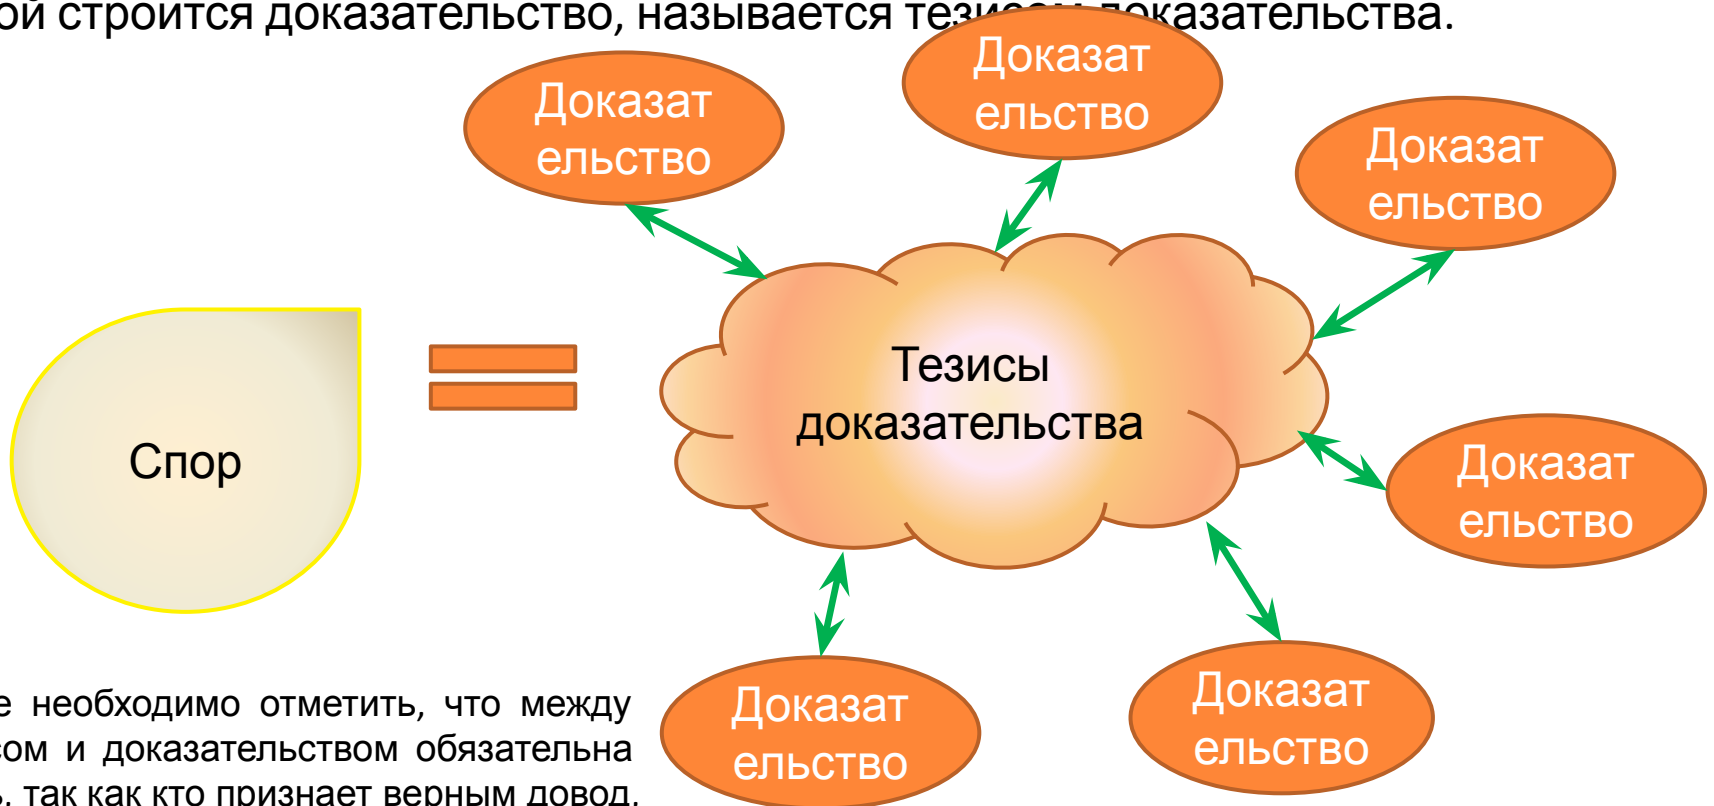 ой строится доказательство, называется тезисом доказательства.
Доказат
ельство
Доказат
ельство
Доказат
ельство
Тезисы
доказательства
Спор
Доказат
ельство
е необходимо отметить, что между
сом и доказательством обязательна
ь, так как кто признает верным довод,
Доказат
ельство
Доказат
ельство